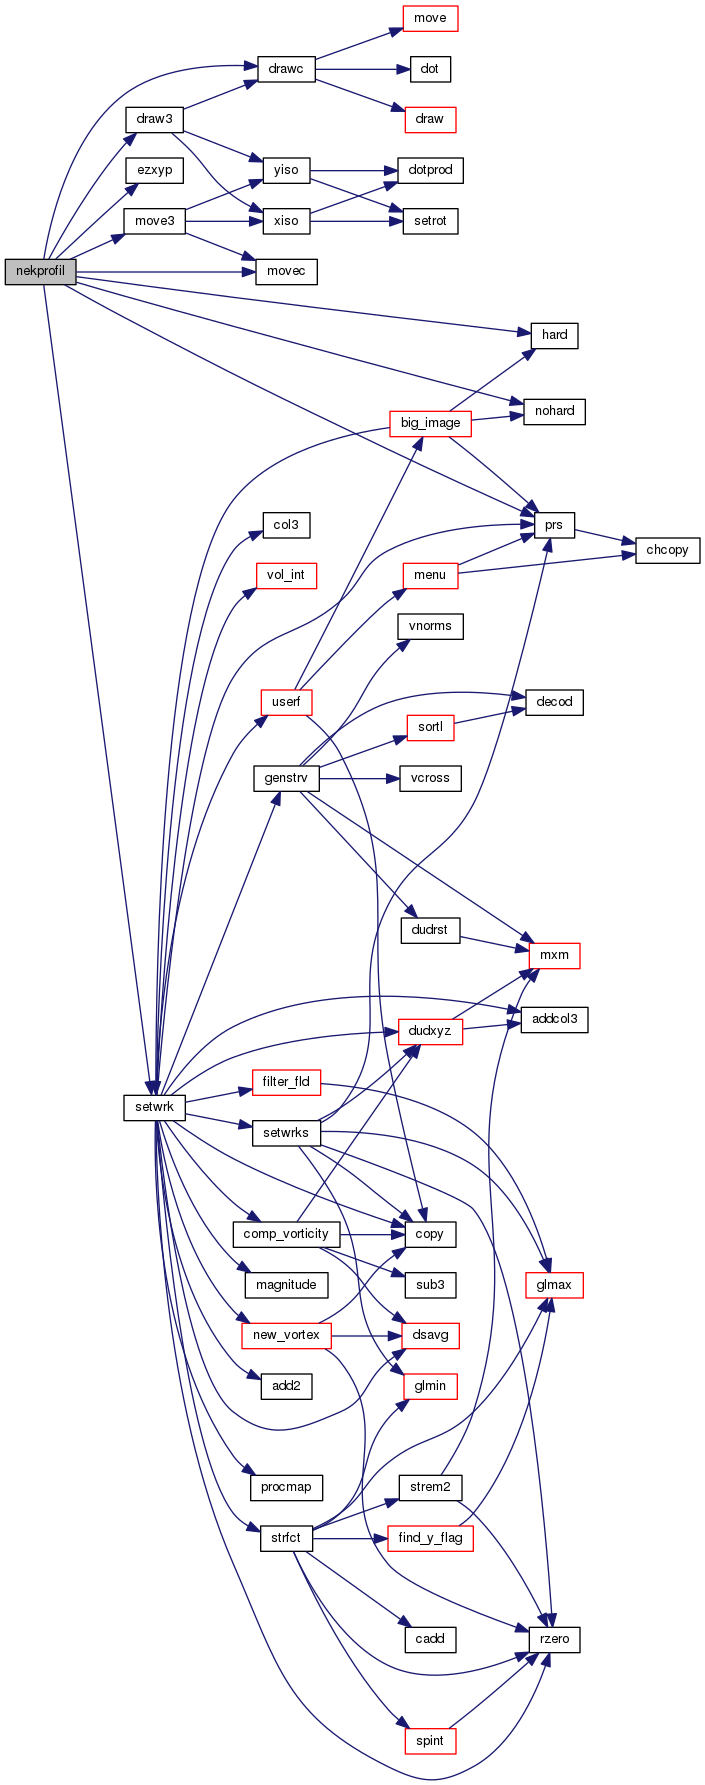 move
drawc
dot
draw3
draw
ezxyp
yiso
dotprod
move3
xiso
setrot
nekprofil
movec
hard
big_image
nohard
col3
prs
chcopy
vol_int
menu
vnorms
userf
decod
sortl
genstrv
vcross
dudrst
mxm
addcol3
dudxyz
filter_fld
setwrk
setwrks
comp_vorticity
copy
magnitude
sub3
glmax
new_vortex
dsavg
add2
glmin
procmap
strem2
strfct
find_y_flag
cadd
rzero
spint